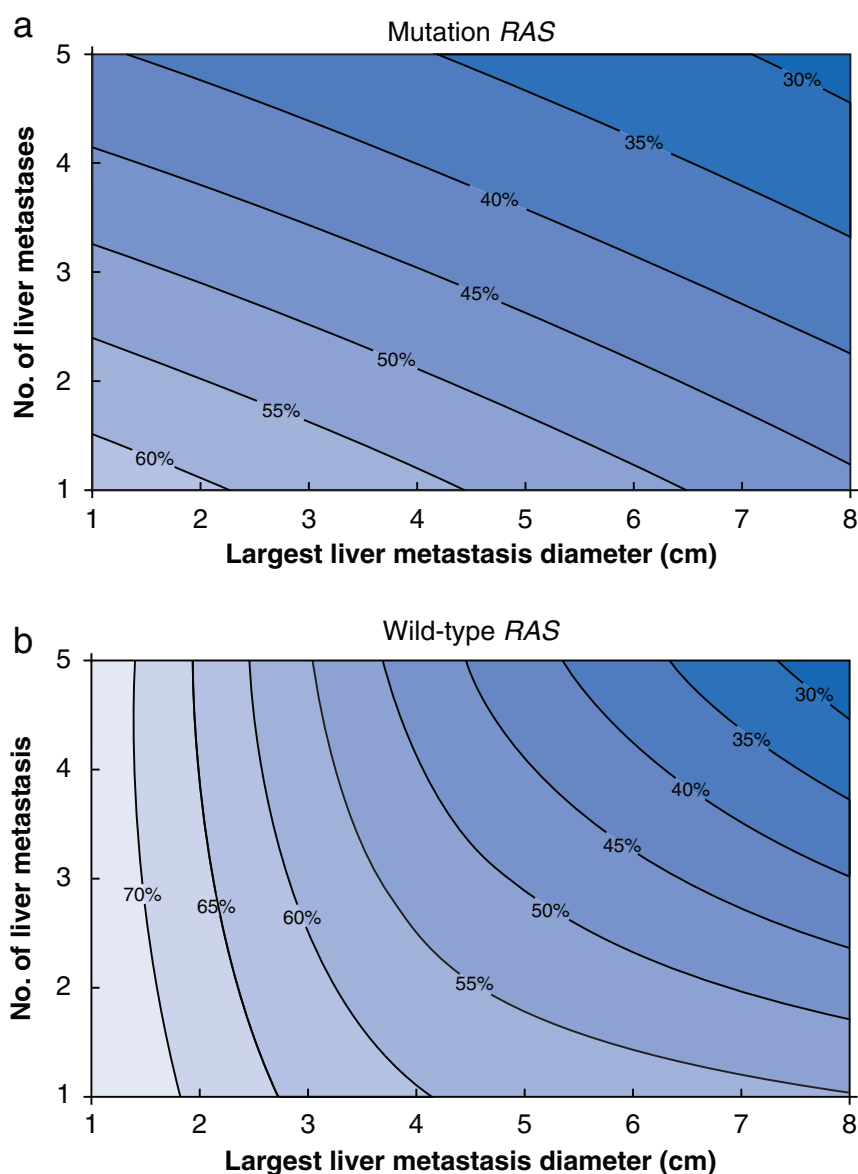 a
Mutation RAS
No. of liver metastases
5
4
3
2
1
30%
35%
40%
45%
50%
55%
60%
1 2 3 4 5 6 7 8
Largest liver metastasis diameter (cm)
b
Wild-type RAS
No. of liver metastasis
5
4
3
2
1
30%
35%
40%
45%
50%
55%
60%
65%
70%
1 2 3 4 5 6 7 8
Largest liver metastasis diameter (cm)